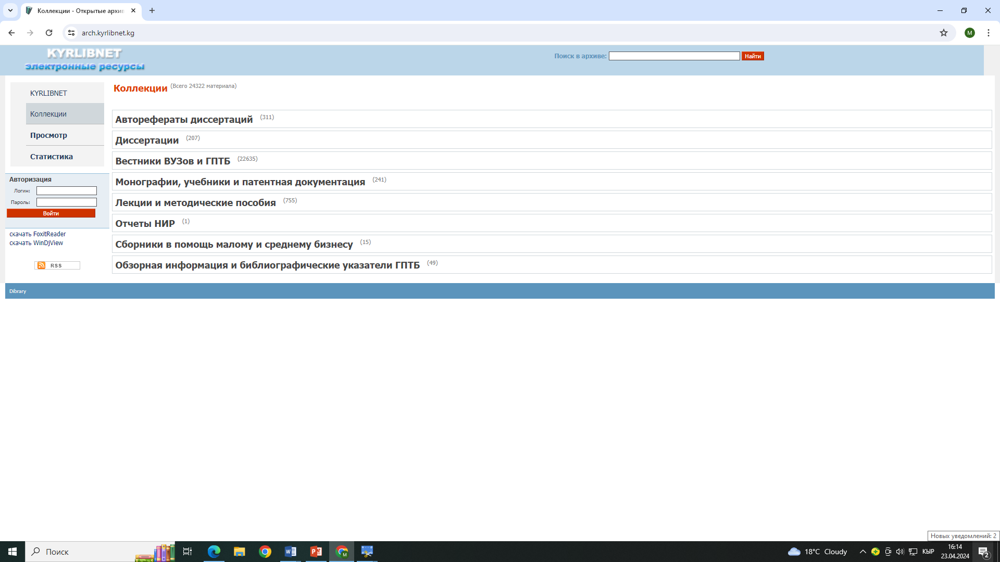 Коллекции - Открытые архив
arch.kyrlibnet.kg
M
KYRLIBNET
электронные ресурсы
Поиск в архиве:
Найти
KYRLIBNET
Коллекции
Просмотр
Статистика
Авторизация
Логин:
Пароль:
Войти
скачать FoxitReader
скачать WinDjView
RSS
Коллекции (Всего 24322 материала)
Авторефераты диссертаций (311)
Диссертации (207)
Вестники ВУЗов и ГПТБ (22635)
Монографии, учебники и патентная документация (241)
Лекции и методические пособия (755)
Отчеты НИР (1)
Сборники в помощь малому и среднему бизнесу (15)
Обзорная информация и библиографические указатели ГПТБ (49)
Dibrary
Новых уведомлений: 2
Поиск
18°C Cloudy
КЫР
16:14
23.04.2024
2